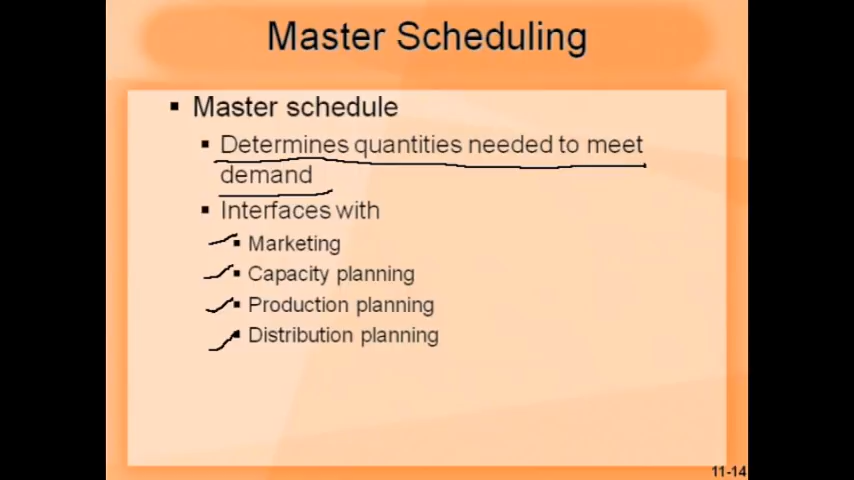 Master Scheduling
▪ Master schedule
▪ Determines quantities needed to meet
demand
▪ Interfaces with
▪ Marketing
▪ Capacity planning
▪ Production planning
▪ Distribution planning
11-14